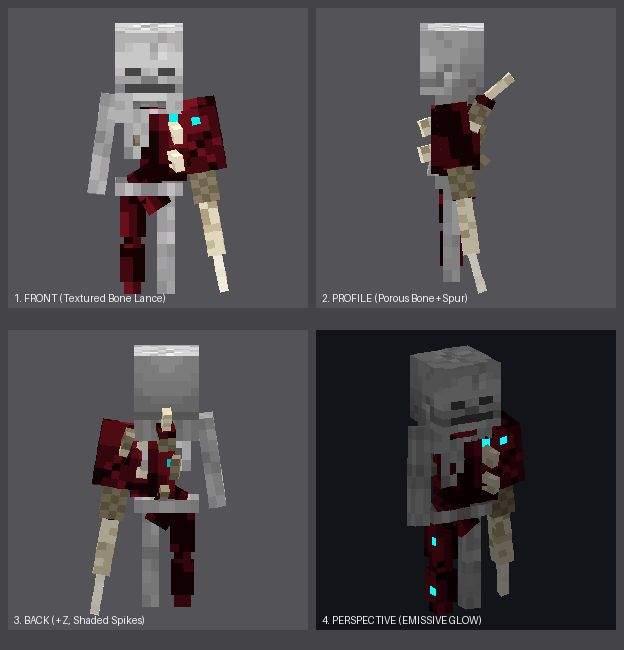 1. FRONT (Textured Bone Lance)
2. PROFILE (Porous Bone+Spur)
3. BACK (+Z, Shaded Spikes)
4. PERSPECTIVE (EMISSIVE GLOW)